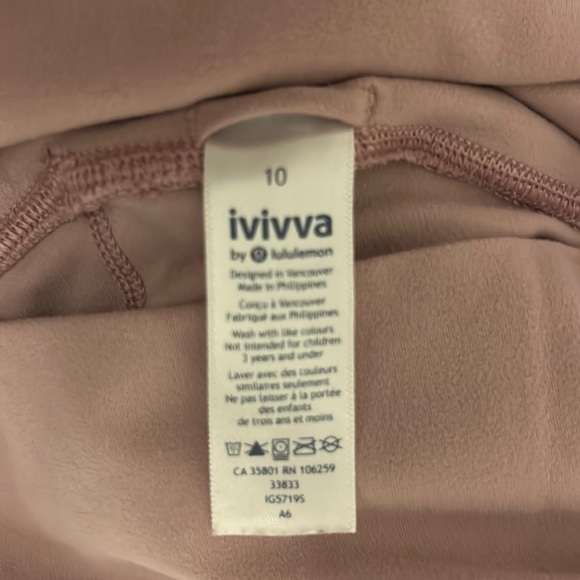 10
ivivva
by lululemon
Designed in Vancouver
Made in Philippines
Conçu à Vancouver
Fabriqué aux Philippines
Wash with like colours
Not intended for children
3 years and under
Laver avec des couleurs
similaires seulement
Ne pas laisser à la portée
des enfants
de trois ans et moins
CA 35801 RN 106259
33833
IG5719S
A6